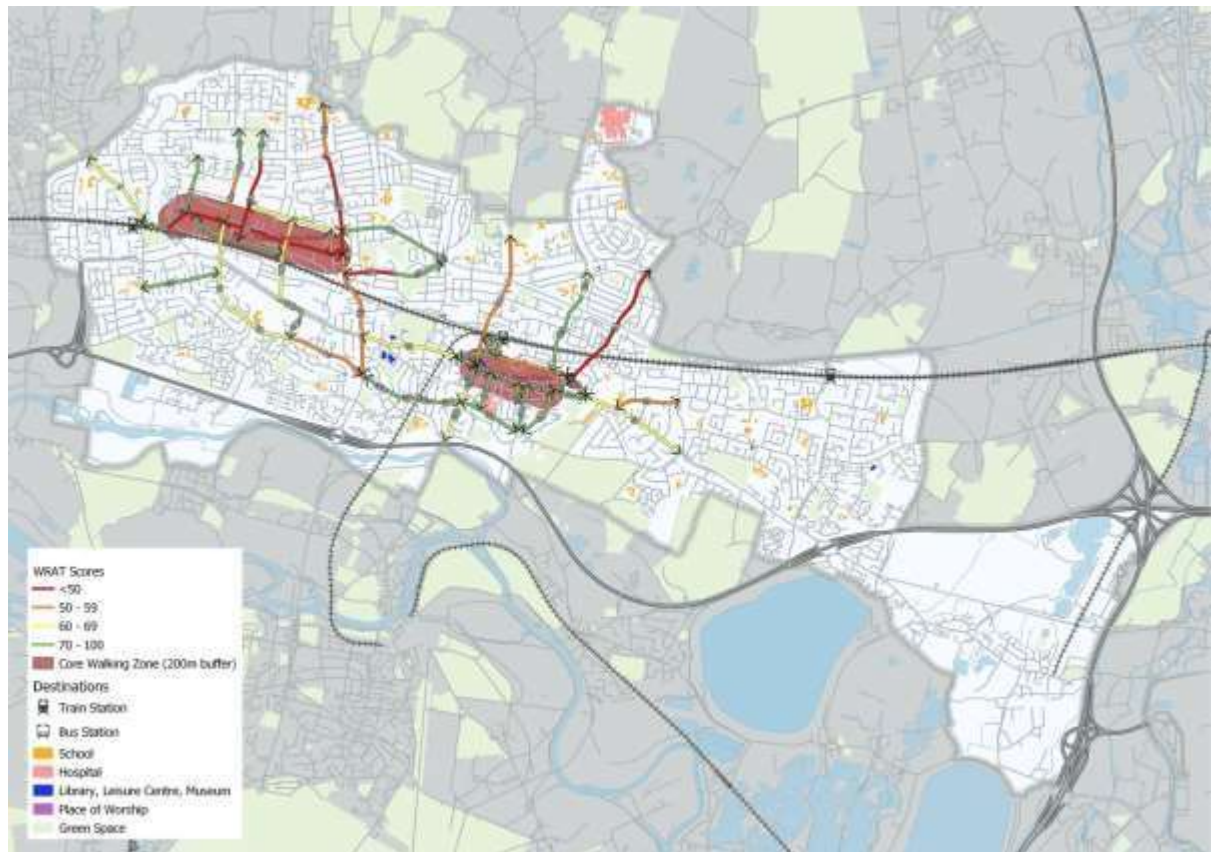 WRAT Scores
<50
50 - 59
60 - 69
70 - 100
Core Walking Zone (200m buffer)
Destinations
Train Station
Bus Station
School
Hospital
Library, Leisure Centre, Museum
Place of Worship
Green Space